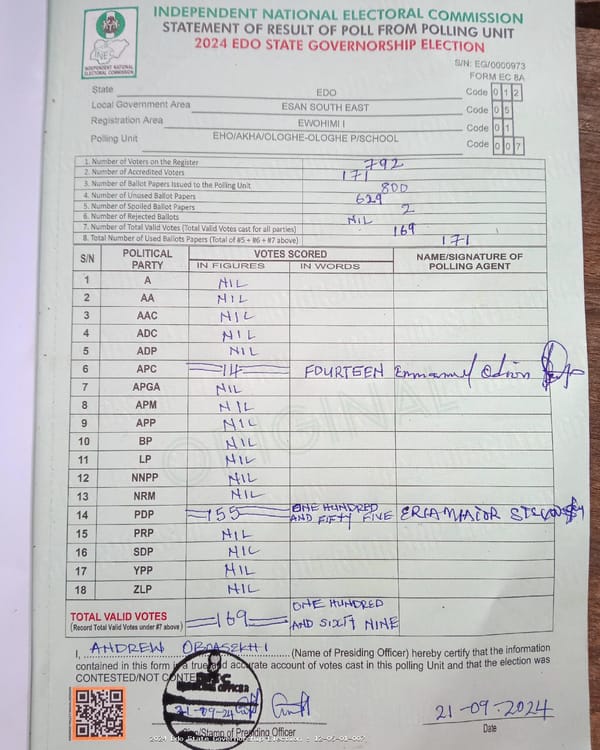 INDEPENDENT NATIONAL ELECTORAL COMMISSION
STATEMENT OF RESULT OF POLL FROM POLLING UNIT
2024 EDO STATE GOVERNORSHIP ELECTION
INDEPENDENT NATIONAL ELECTORAL COMMISSION
S/N: EG/0000973
FORM EC 8A
State EDO Code 0 1 2
Local Government Area ESAN SOUTH EAST Code 0 5
Registration Area EWOHIMI I Code 0 1
Polling Unit EHO/AKHA/OLOGHE-OLOGHE P/SCHOOL Code 0 0 7
1. Number of Voters on the Register 792
2. Number of Accredited Voters 171
3. Number of Ballot Papers Issued to the Polling Unit 800
4. Number of Unused Ballot Papers 629
5. Number of Spoiled Ballot Papers 2
6. Number of Rejected Ballots NIL
7. Number of Total Valid Votes (Total Valid Votes cast for all parties) 169
8. Total Number of Used Ballots Papers (Total of #5 + #6 + #7 above) 171
S/N POLITICAL PARTY VOTES SCORED NAME/SIGNATURE OF POLLING AGENT
IN FIGURES IN WORDS
1 A NIL
2 AA NIL
3 AAC NIL
4 ADC NIL
5 ADP NIL
6 APC 14 FOURTEEN Emmanuel
7 APGA NIL
8 APM NIL
9 APP NIL
10 BP NIL
11 LP NIL
12 NNPP NIL
13 NRM NIL
14 PDP 155 ONE HUNDRED AND FIFTY FIVE
15 PRP NIL
16 SDP NIL
17 YPP NIL
18 ZLP NIL
TOTAL VALID VOTES 169 ONE HUNDRED
(Record Total Valid Votes under #7 above) AND SIXTY NINE
ORIGINAL
I, ANDREW OBOASEKHI (Name of Presiding Officer) hereby certify that the information
contained in this form is a true and accurate account of votes cast in this polling Unit and that the election was
CONTESTED/NOT CONTE
PRESIDING OFFICER
21-09-24
21-09-2024
Sign/Stamp of Presiding Officer Date
2024 Edo State Governorship Election - 12-05-01-007